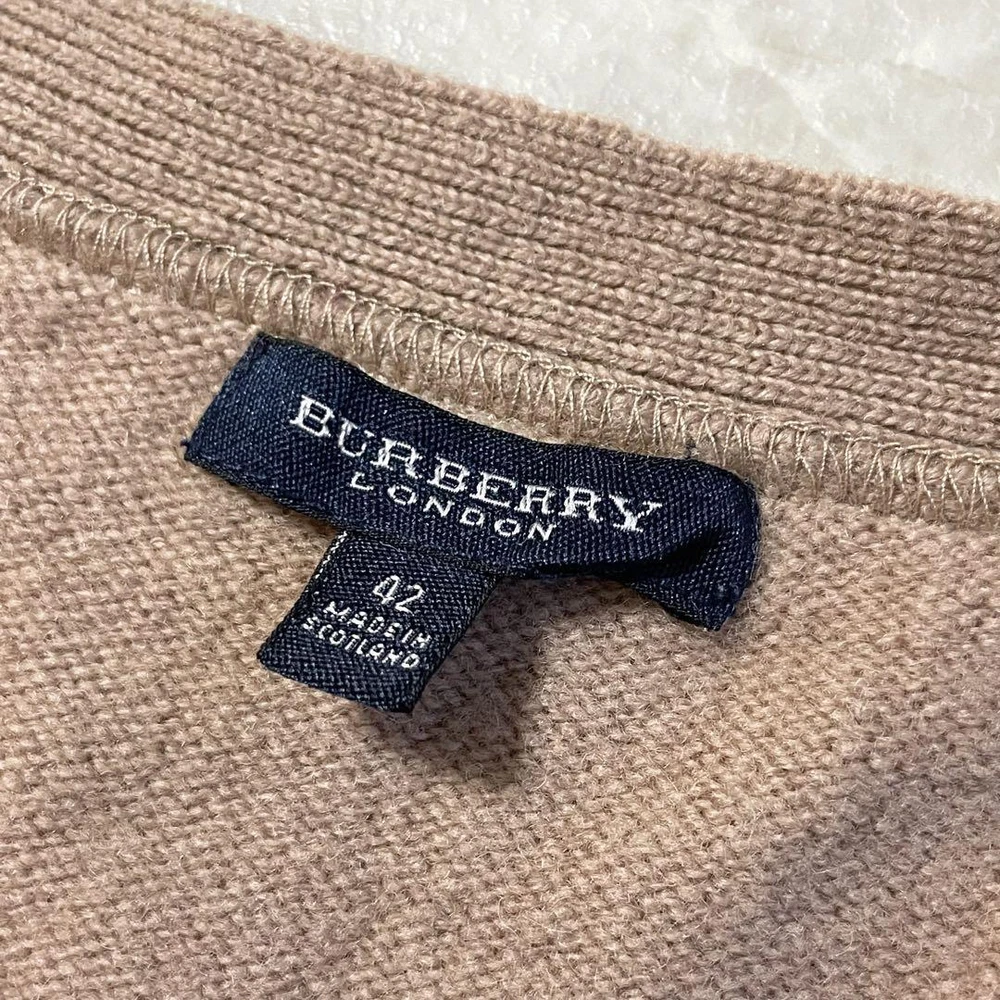 BURBERRY
LONDON
42
MADE IN
SCOTLAND